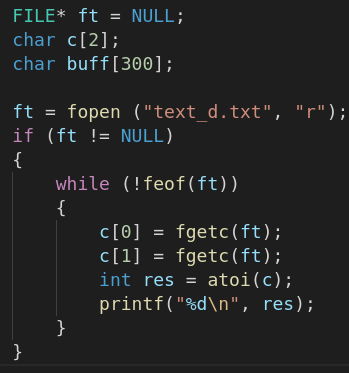 FILE* ft = NULL;
char c[2];
char buff[300];

ft = fopen ("text_d.txt", "r");
if (ft != NULL)
{
    while (!feof(ft))
    {
        c[0] = fgetc(ft);
        c[1] = fgetc(ft);
        int res = atoi(c);
        printf("%d\n", res);
    }
}